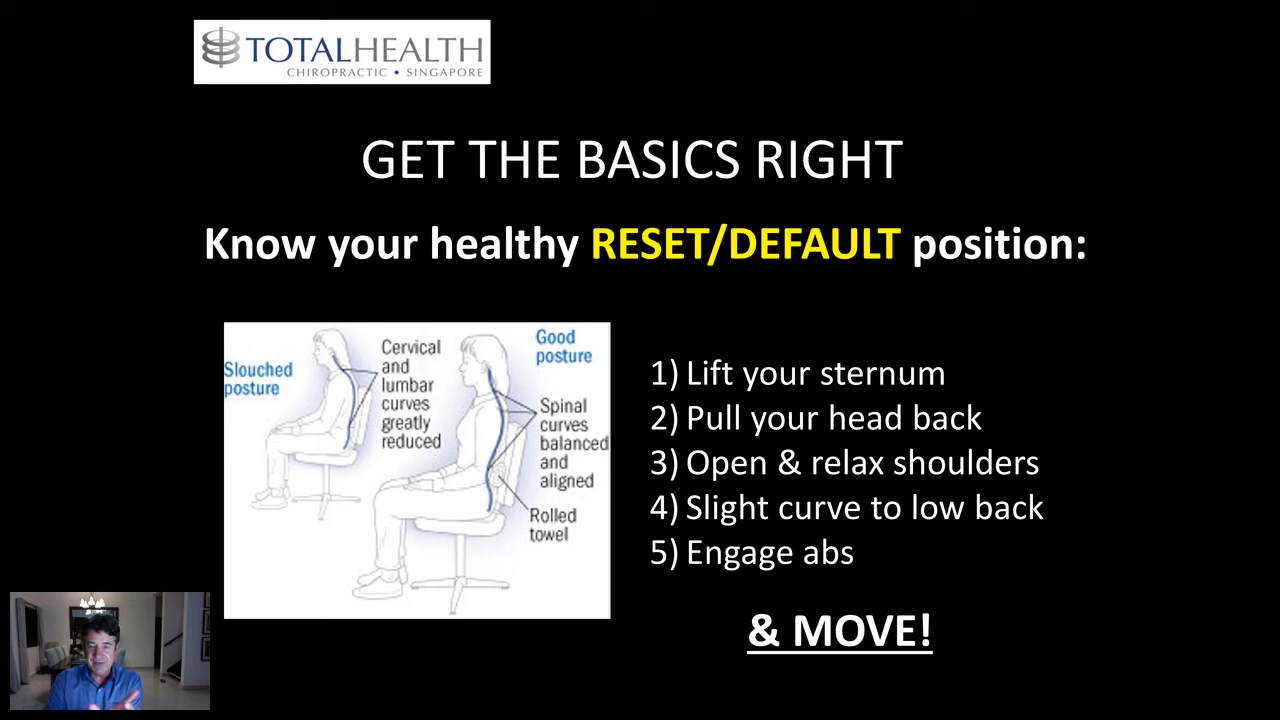 TOTALHEALTH
CHIROPRACTIC • SINGAPORE
GET THE BASICS RIGHT
Know your healthy RESET/DEFAULT position:
Slouched
posture
Cervical
and
lumbar
curves
greatly
reduced
Good
posture
Spinal
curves
balanced
and
aligned
Rolled
towel
1) Lift your sternum
2) Pull your head back
3) Open & relax shoulders
4) Slight curve to low back
5) Engage abs
& MOVE!